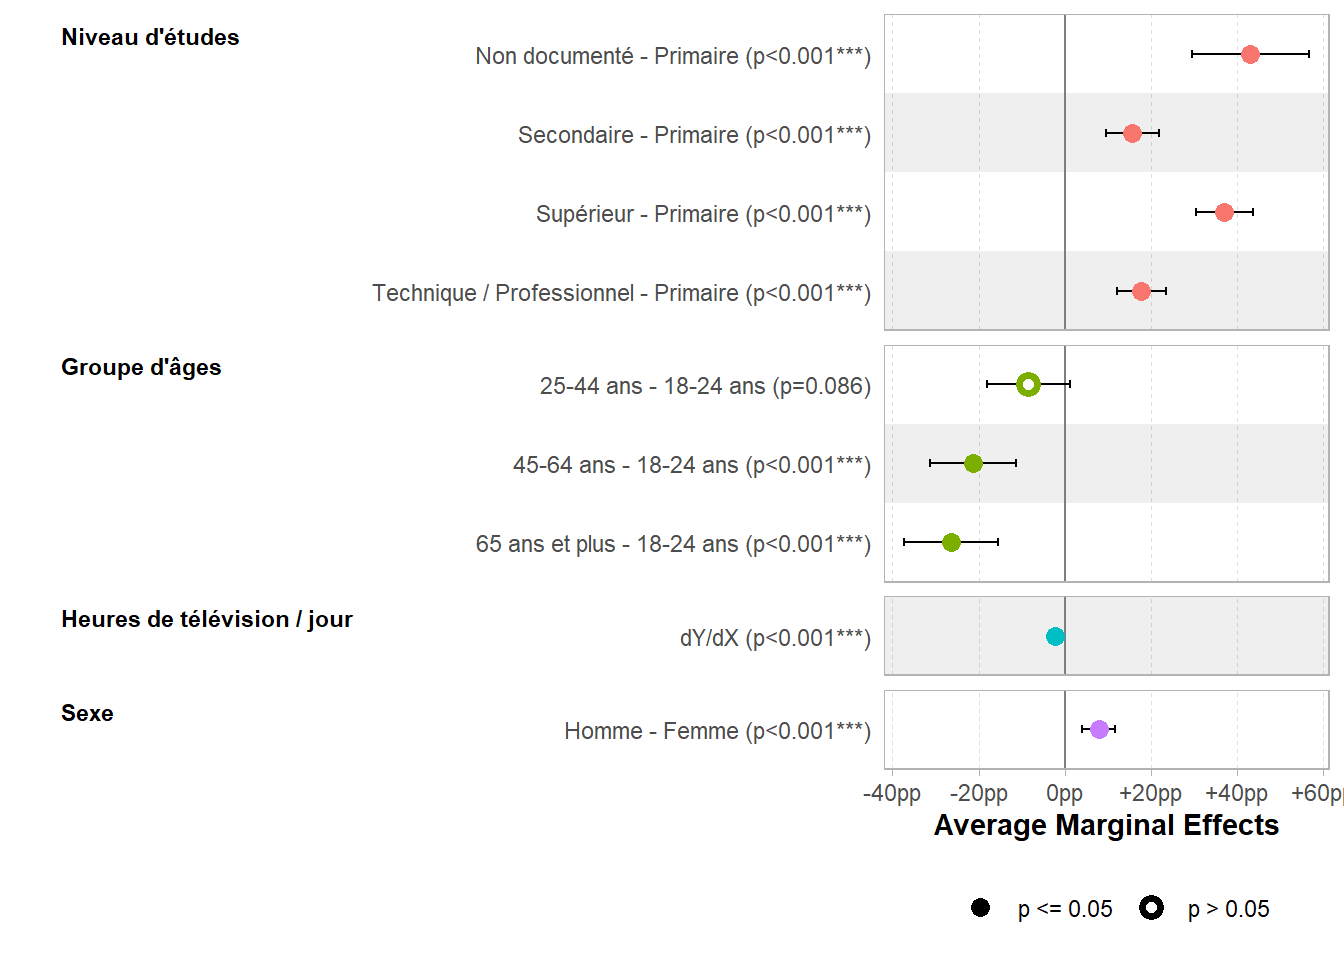 Niveau d'études
Non documenté - Primaire (p<0.001***)
Secondaire - Primaire (p<0.001***)
Supérieur - Primaire (p<0.001***)
Technique / Professionnel - Primaire (p<0.001***)
Groupe d'âges
25-44 ans - 18-24 ans (p=0.086)
45-64 ans - 18-24 ans (p<0.001***)
65 ans et plus - 18-24 ans (p<0.001***)
Heures de télévision / jour
dY/dX (p<0.001***)
Sexe
Homme - Femme (p<0.001***)
-40pp -20pp 0pp +20pp +40pp +60pp
Average Marginal Effects
p <= 0.05 p > 0.05